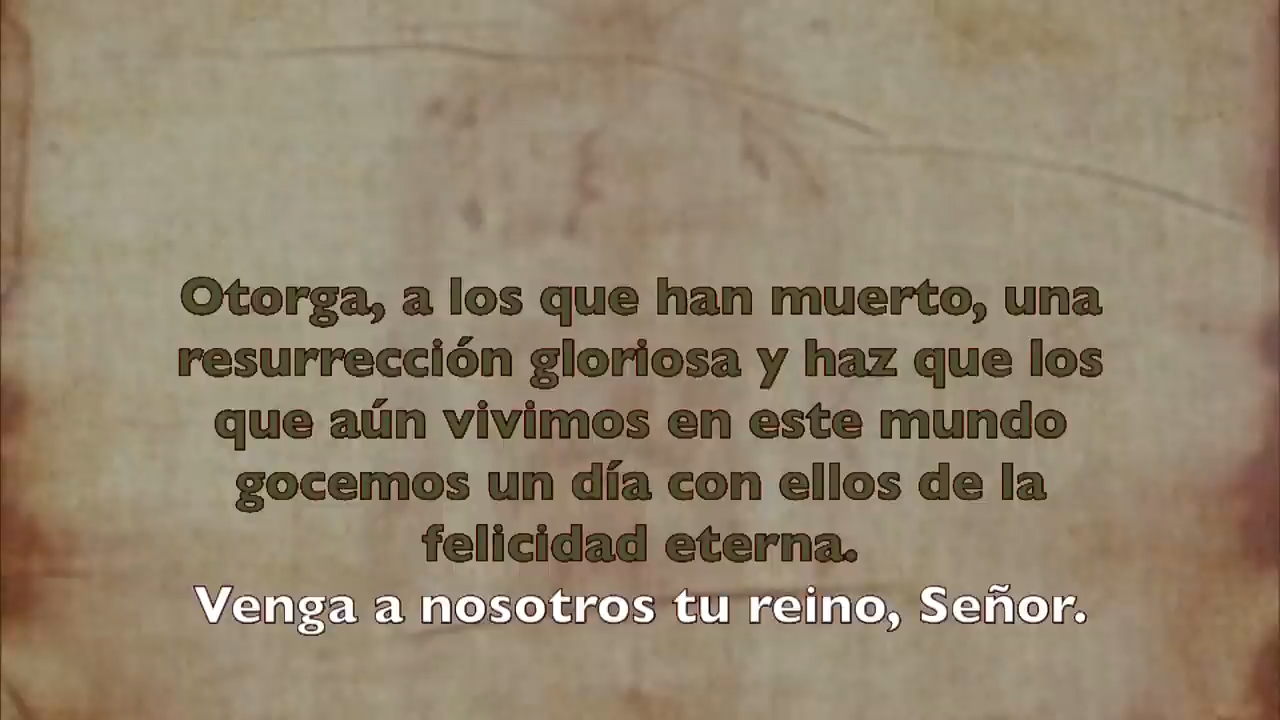 Otorga, a los que han muerto, una
resurrección gloriosa y haz que los
que aún vivimos en este mundo
gocemos un día con ellos de la
felicidad eterna.
Venga a nosotros tu reino, Señor.